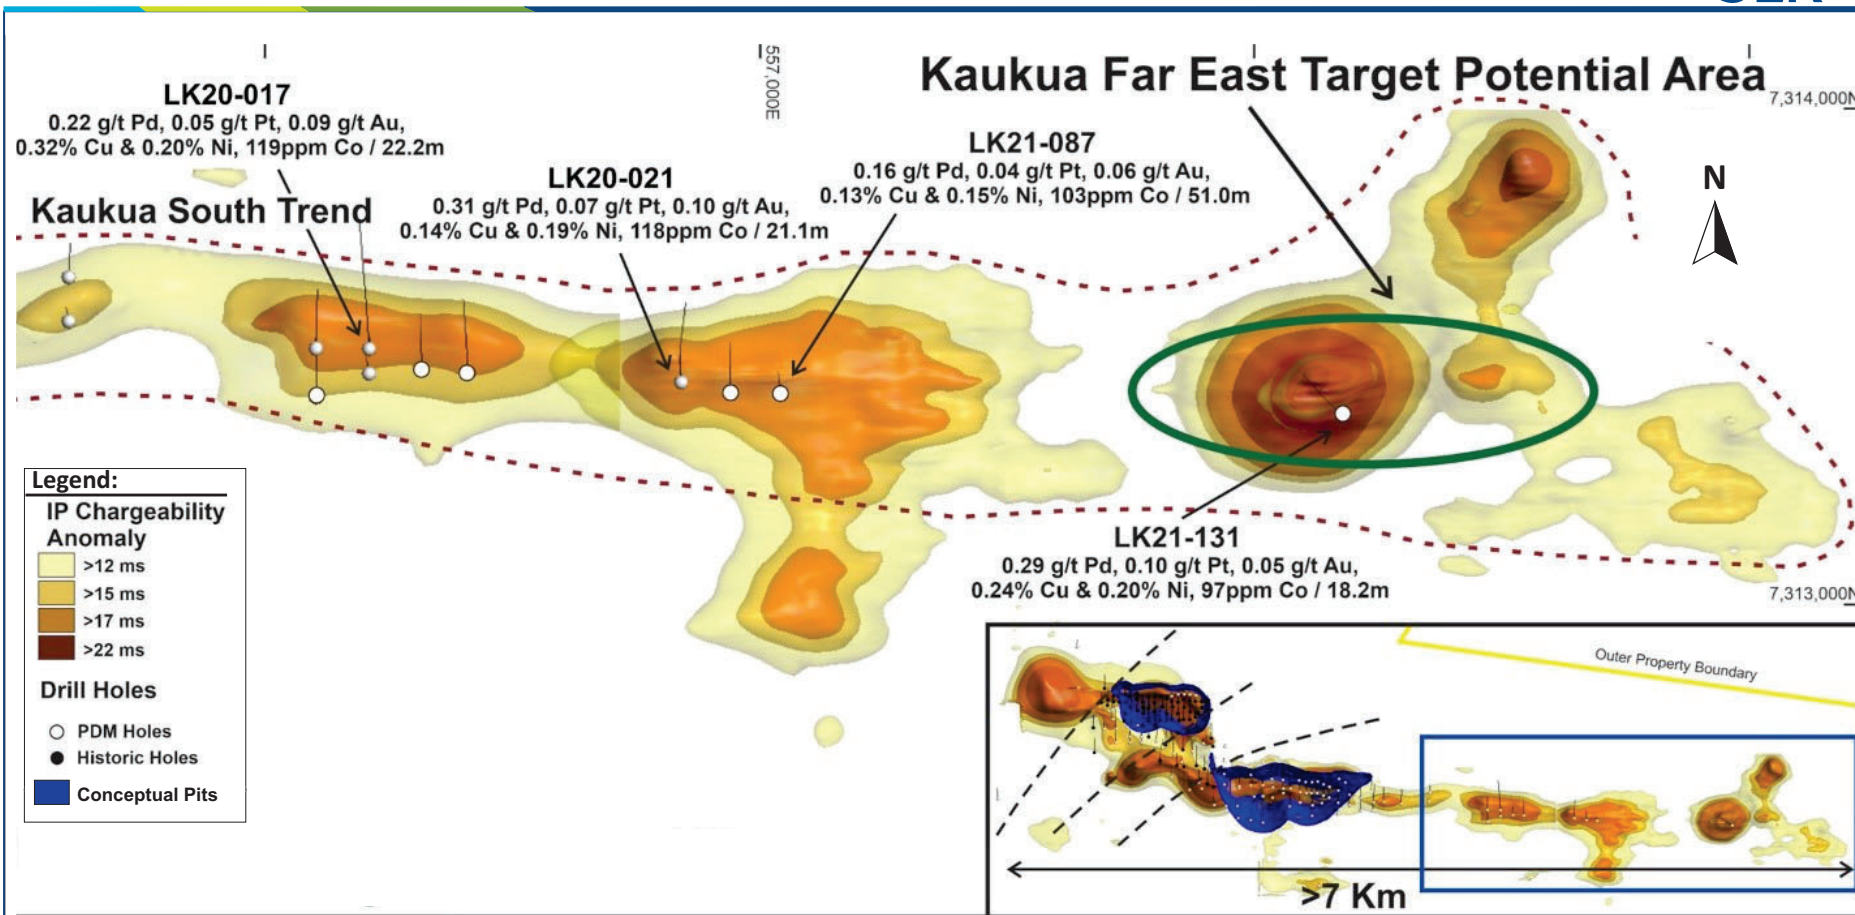 557,000E
Kaukua Far East Target Potential Area
7,314,000N
LK20-017
0.22 g/t Pd, 0.05 g/t Pt, 0.09 g/t Au,
0.32% Cu & 0.20% Ni, 119ppm Co / 22.2m
LK21-087
0.16 g/t Pd, 0.04 g/t Pt, 0.06 g/t Au,
0.13% Cu & 0.15% Ni, 103ppm Co / 51.0m
LK20-021
0.31 g/t Pd, 0.07 g/t Pt, 0.10 g/t Au,
0.14% Cu & 0.19% Ni, 118ppm Co / 21.1m
Kaukua South Trend
N
LK21-131
0.29 g/t Pd, 0.10 g/t Pt, 0.05 g/t Au,
0.24% Cu & 0.20% Ni, 97ppm Co / 18.2m
7,313,000N
Legend:
IP Chargeability
Anomaly
>12 ms
>15 ms
>17 ms
>22 ms
Drill Holes
PDM Holes
Historic Holes
Conceptual Pits
Outer Property Boundary
>7 Km